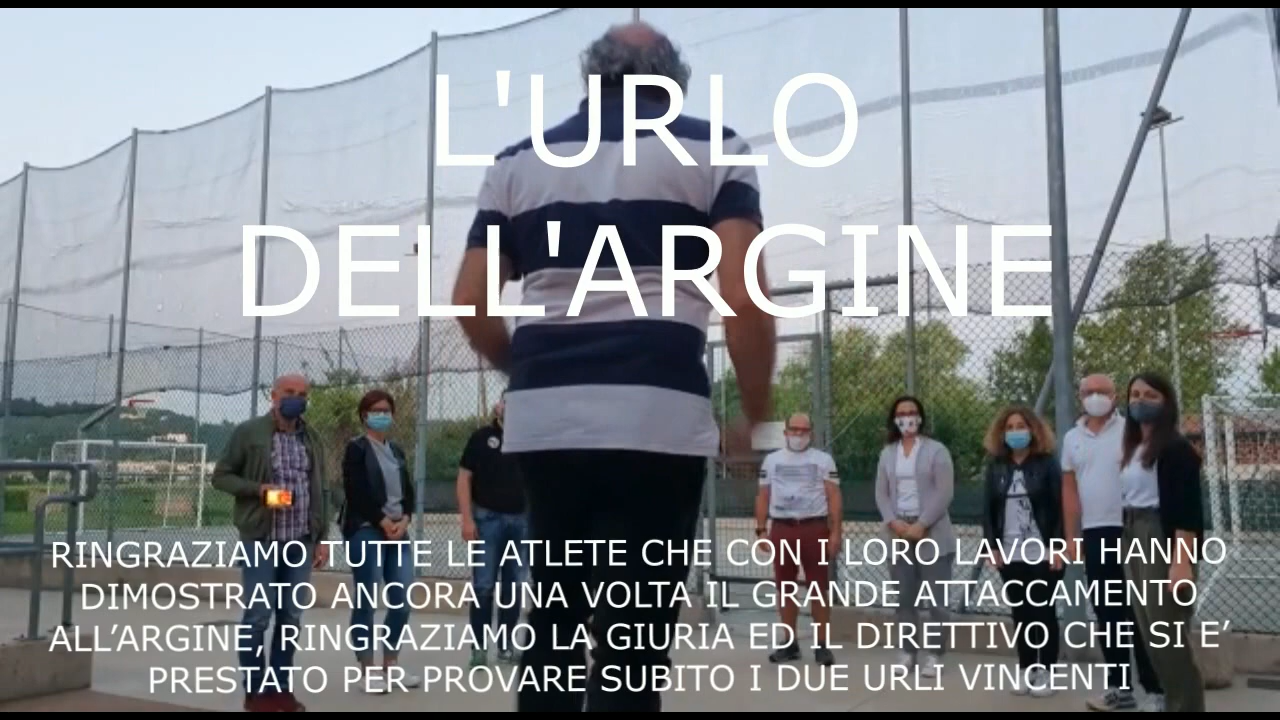 L'URLO
DELL'ARGINE
RINGRAZIAMO TUTTE LE ATLETE CHE CON I LORO LAVORI HANNO
DIMOSTRATO ANCORA UNA VOLTA IL GRANDE ATTACCAMENTO
ALL’ARGINE, RINGRAZIAMO LA GIURIA ED IL DIRETTIVO CHE SI E’
PRESTATO PER PROVARE SUBITO I DUE URLI VINCENTI